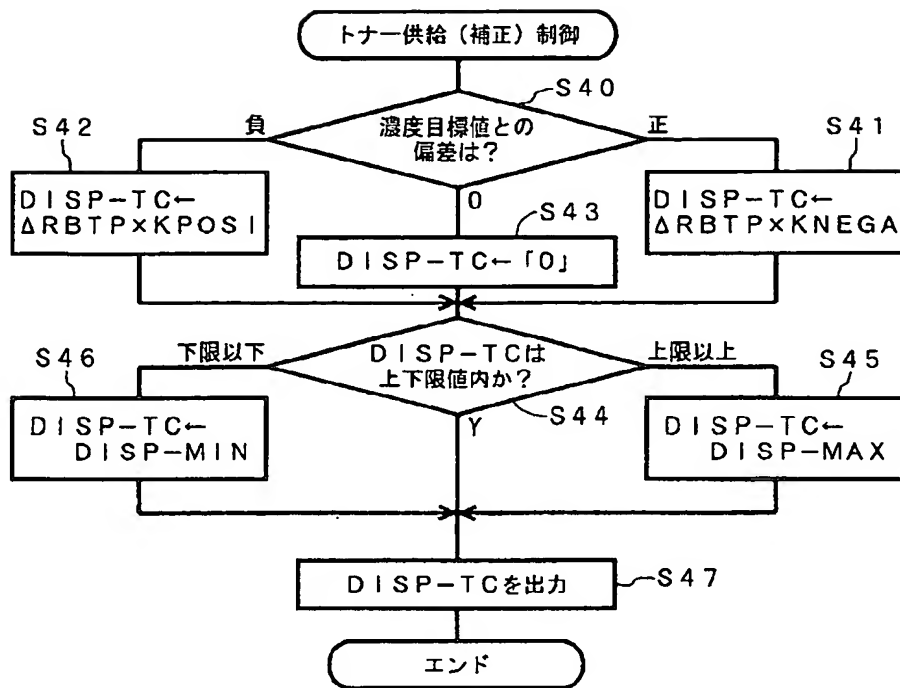 トナー供給（補正）制御
S40
濃度目標値との
偏差は？
負
正
0
S42
DISP-TC←
ΔRBTP×KPOSI
S41
DISP-TC←
ΔRBTP×KNEGA
S43
DISP-TC←「0」
DISP-TCは
上下限値内か？
下限以下
上限以上
S44
Y
S46
DISP-TC←
DISP-MIN
S45
DISP-TC←
DISP-MAX
DISP-TCを出力
S47
エンド